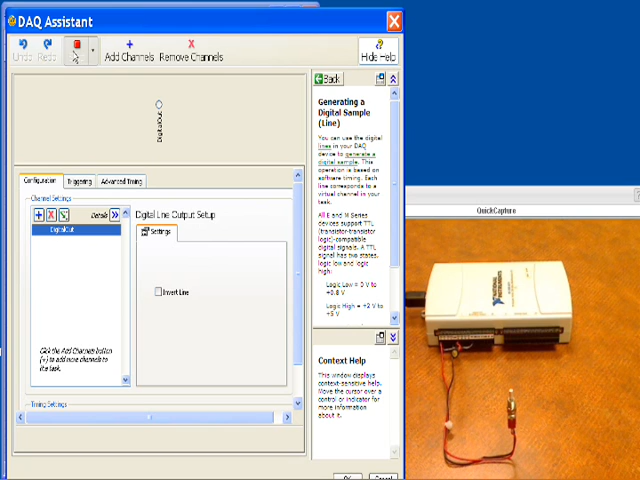 DAQ Assistant
Undo Redo Add Channels Remove Channels Hide Help
DigitalOut
Back
Generating a
Digital Sample
(Line)
You can use the digital
lines in your DAQ
device to generate a
digital sample. This
operation is based on
software timing. Each
line corresponds to a
virtual channel in your
task.
All E and M Series
devices support TTL
(transistor-transistor
logic)-compatible
digital signals. A TTL
signal has two states,
logic low and logic
high:
Logic Low = 0 V to
+0.8 V
Logic High = +2 V to
+5 V
Configuration Triggering Advanced Timing
Channel Settings
Details
DigitalOut
Click the Add Channels button
(+) to add more channels to
the task.
Digital Line Output Setup
Settings
Invert Line
Timing Settings
Context Help
This window displays
context-sensitive help.
Move the cursor over a
control or indicator for
more information
about it.
QuickCapture
NATIONAL
INSTRUMENTS